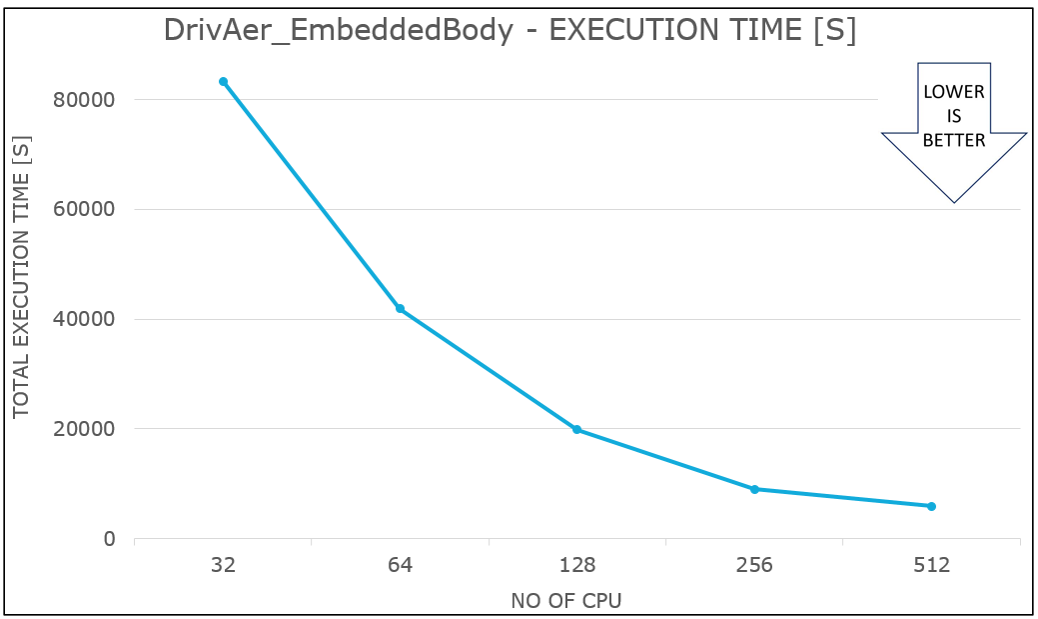 DrivAer_EmbeddedBody - EXECUTION TIME [S]
LOWER
IS
BETTER
TOTAL EXECUTION TIME [S]
80000
60000
40000
20000
0
32 64 128 256 512
NO OF CPU